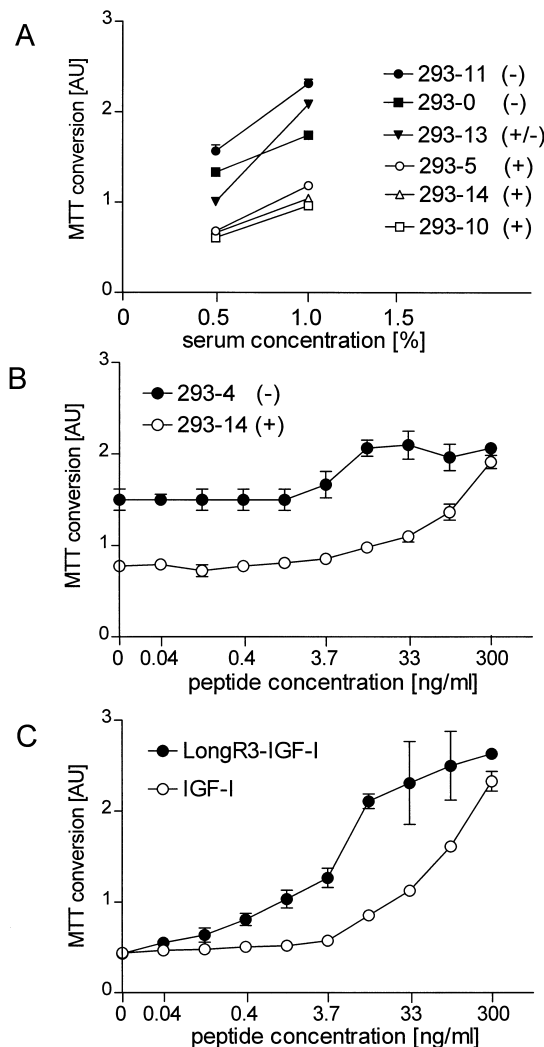 A
3
2
1
0
MTT conversion [AU]
293-11 (-)
293-0 (-)
293-13 (+/-)
293-5 (+)
293-14 (+)
293-10 (+)
0 0.5 1.0 1.5
serum concentration [%]
B
3
2
1
0
MTT conversion [AU]
293-4 (-)
293-14 (+)
0 0.04 0.4 3.7 33 300
peptide concentration [ng/ml]
C
3
2
1
0
MTT conversion [AU]
LongR3-IGF-I
IGF-I
0 0.04 0.4 3.7 33 300
peptide concentration [ng/ml]